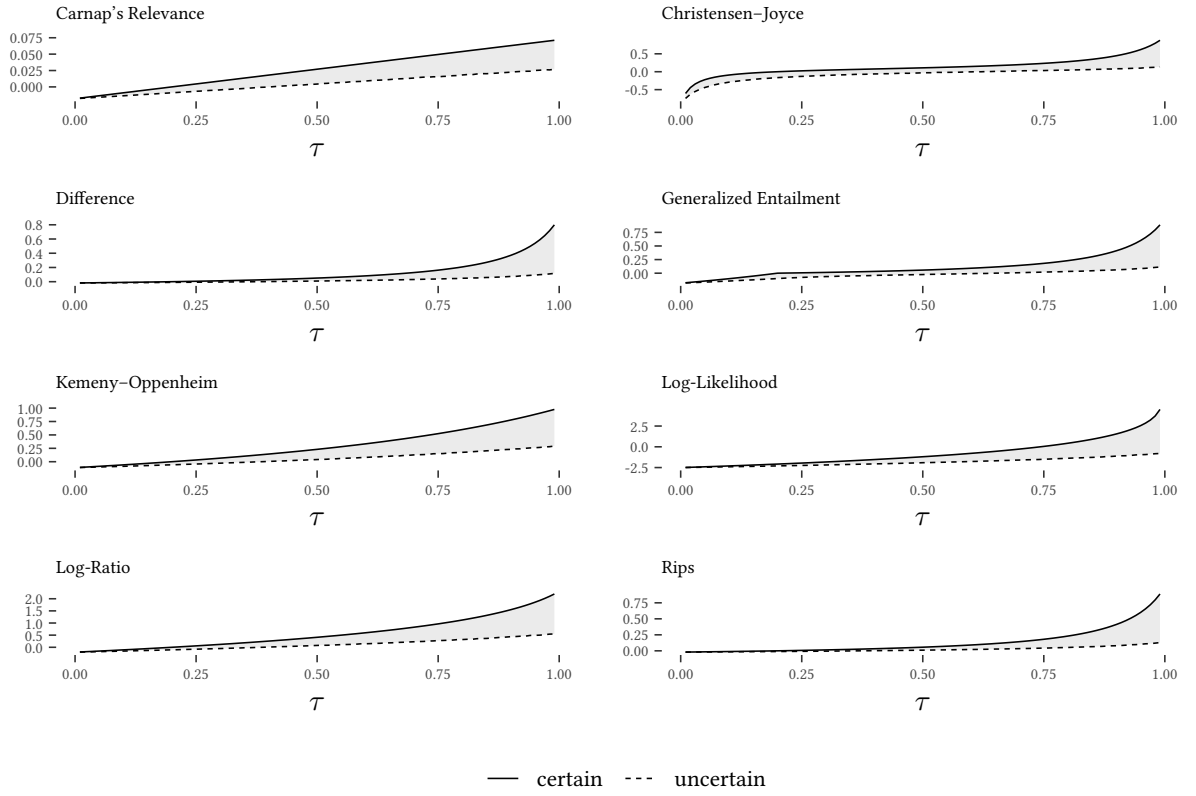 Carnap’s Relevance
0.075
0.050
0.025
0.000
0.00 0.25 0.50 0.75 1.00
τ
Christensen–Joyce
0.5
0.0
-0.5
0.00 0.25 0.50 0.75 1.00
τ
Difference
0.8
0.6
0.4
0.2
0.0
0.00 0.25 0.50 0.75 1.00
τ
Generalized Entailment
0.75
0.50
0.25
0.00
0.00 0.25 0.50 0.75 1.00
τ
Kemeny–Oppenheim
1.00
0.75
0.50
0.25
0.00
0.00 0.25 0.50 0.75 1.00
τ
Log-Likelihood
2.5
0.0
-2.5
0.00 0.25 0.50 0.75 1.00
τ
Log-Ratio
2.0
1.5
1.0
0.5
0.0
0.00 0.25 0.50 0.75 1.00
τ
Rips
0.75
0.50
0.25
0.00
0.00 0.25 0.50 0.75 1.00
τ
certain uncertain